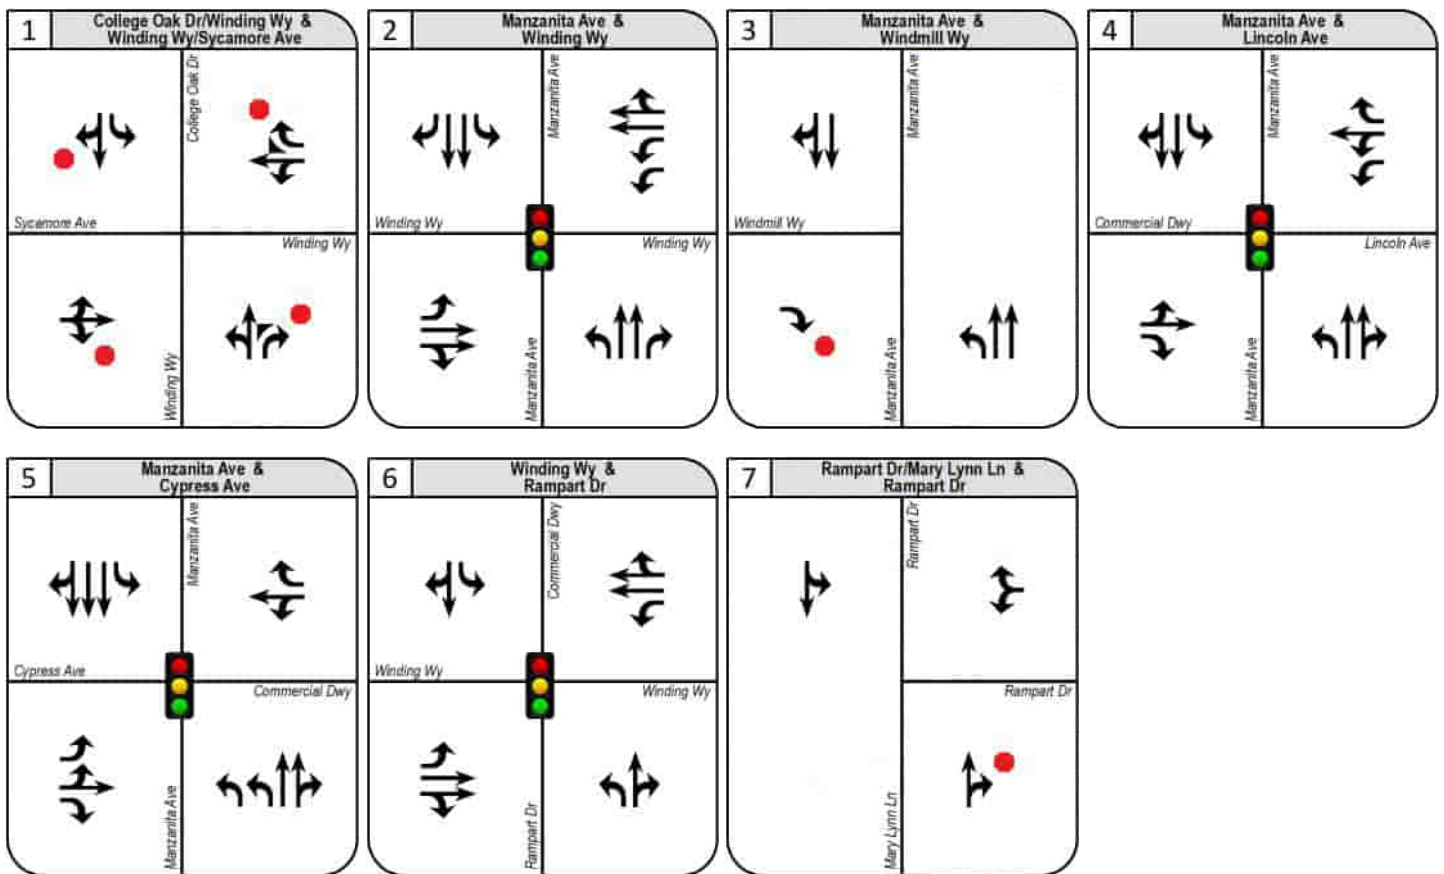 1
College Oak Dr/Winding Wy &
Winding Wy/Sycamore Ave
College Oak Dr
Sycamore Ave
Winding Wy
Winding Wy
2
Manzanita Ave &
Winding Wy
Manzanita Ave
Winding Wy
Winding Wy
Manzanita Ave
3
Manzanita Ave &
Windmill Wy
Manzanita Ave
Windmill Wy
Manzanita Ave
4
Manzanita Ave &
Lincoln Ave
Manzanita Ave
Commercial Dwy
Lincoln Ave
Manzanita Ave
5
Manzanita Ave &
Cypress Ave
Manzanita Ave
Cypress Ave
Commercial Dwy
Manzanita Ave
6
Winding Wy &
Rampart Dr
Commercial Dwy
Winding Wy
Winding Wy
Rampart Dr
7
Rampart Dr/Mary Lynn Ln &
Rampart Dr
Rampart Dr
Rampart Dr
Mary Lynn Ln